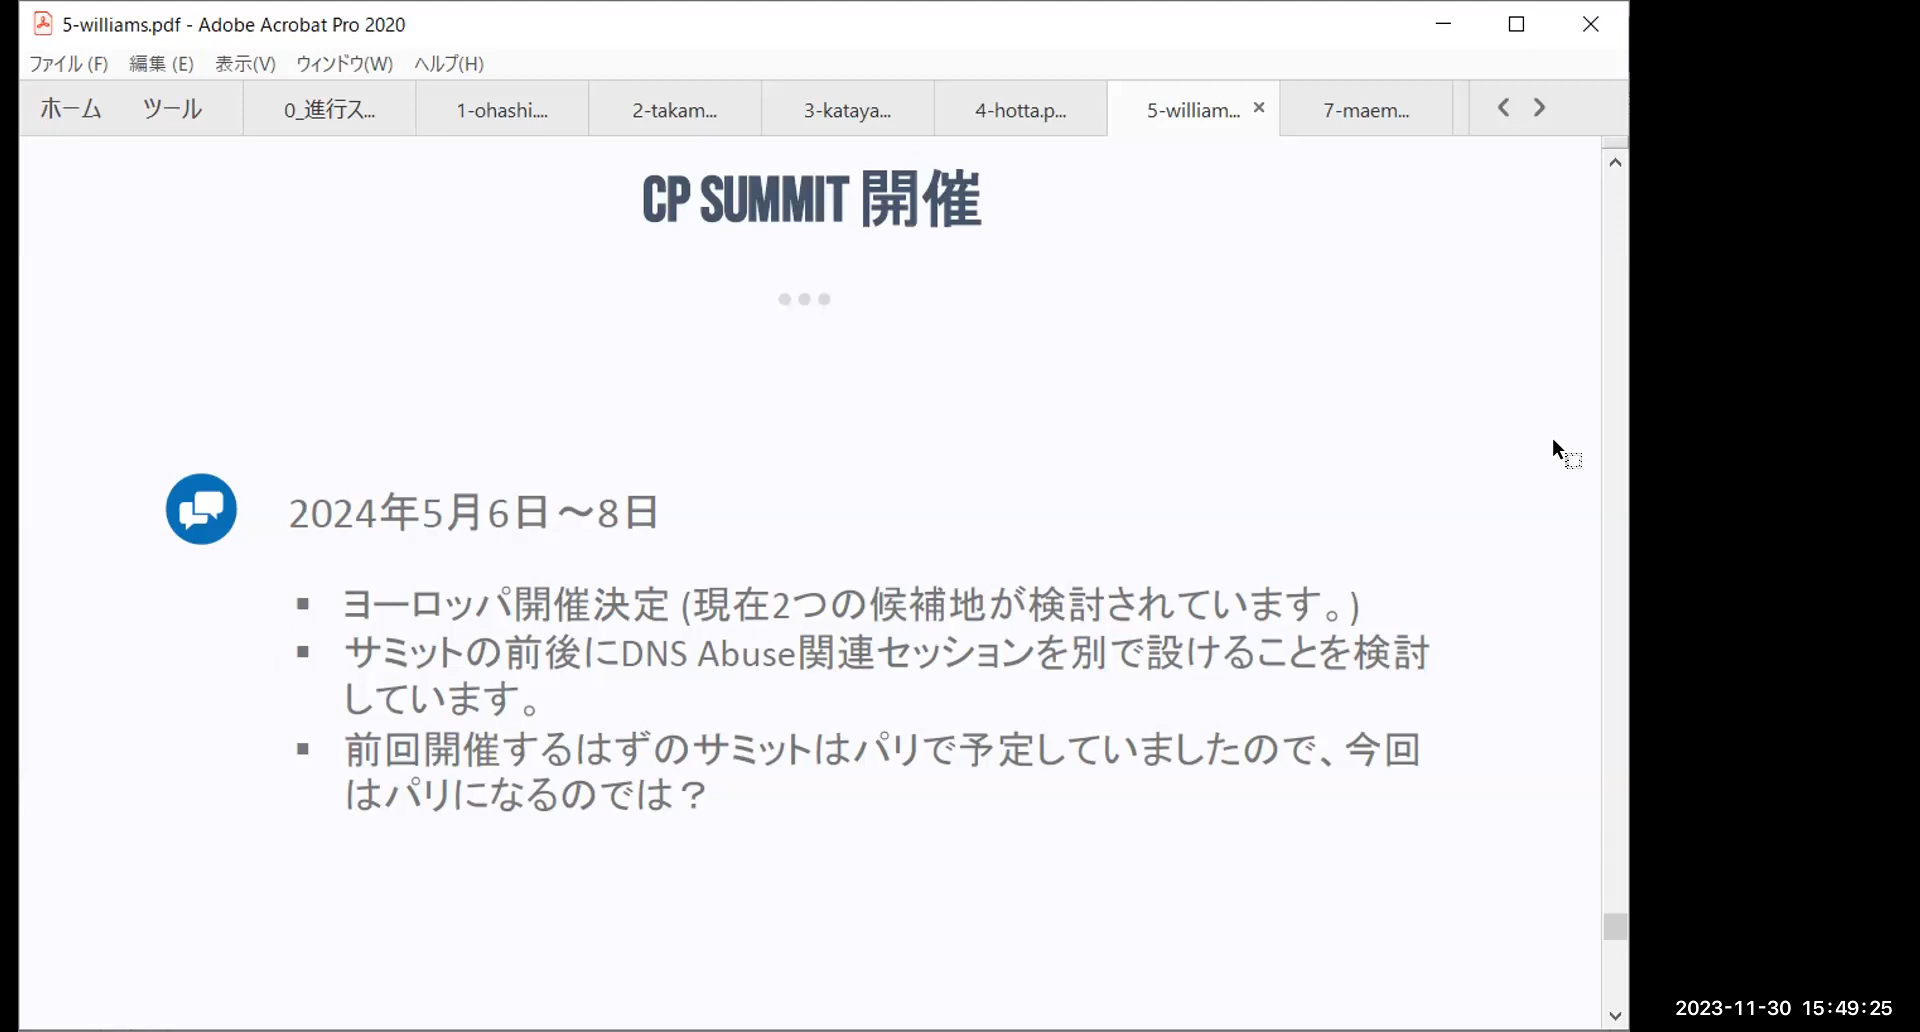 5-williams.pdf - Adobe Acrobat Pro 2020
ファイル (F) 編集 (E) 表示(V) ウィンドウ(W) ヘルプ(H)
ホーム ツール 0_進行ス... 1-ohashi.... 2-takam... 3-kataya... 4-hotta.p... 5-william... 7-maem...
CP SUMMIT 開催
2024年5月6日～8日
▪ ヨーロッパ開催決定 (現在2つの候補地が検討されています。)
▪ サミットの前後にDNS Abuse関連セッションを別で設けることを検討
しています。
▪ 前回開催するはずのサミットはパリで予定していましたので、今回
はパリになるのでは？
2023-11-30 15:49:25